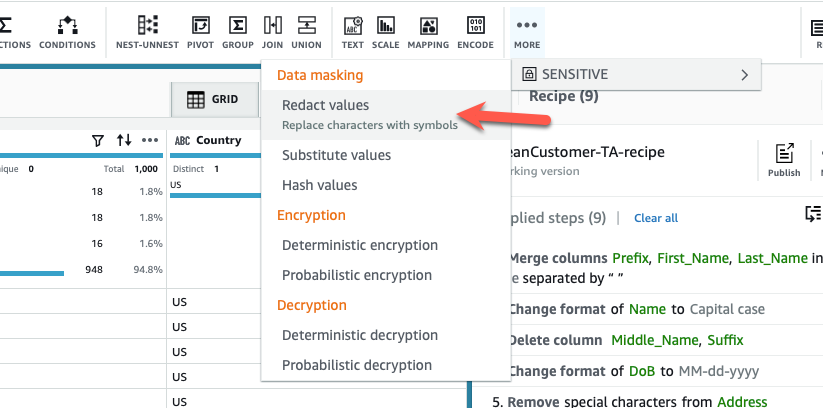 CTIONS CONDITIONS NEST-UNNEST PIVOT GROUP JOIN UNION TEXT SCALE MAPPING ENCODE MORE
SENSITIVE
Data masking
Redact values
Replace characters with symbols
Substitute values
Hash values
Encryption
Deterministic encryption
Probabilistic encryption
Decryption
Deterministic decryption
Probabilistic decryption
GRID
Recipe (9)
ABC Country
ique 0 Total 1,000 Distinct 1
18 1.8% US
18 1.8%
16 1.6%
948 94.8%
US
US
US
US
US
eanCustomer-TA-recipe
rking version
Publish
plied steps (9) | Clear all
Merge columns Prefix, First_Name, Last_Name in
e separated by “ ”
Change format of Name to Capital case
Delete column Middle_Name, Suffix
Change format of DoB to MM-dd-yyyy
5. Remove special characters from Address